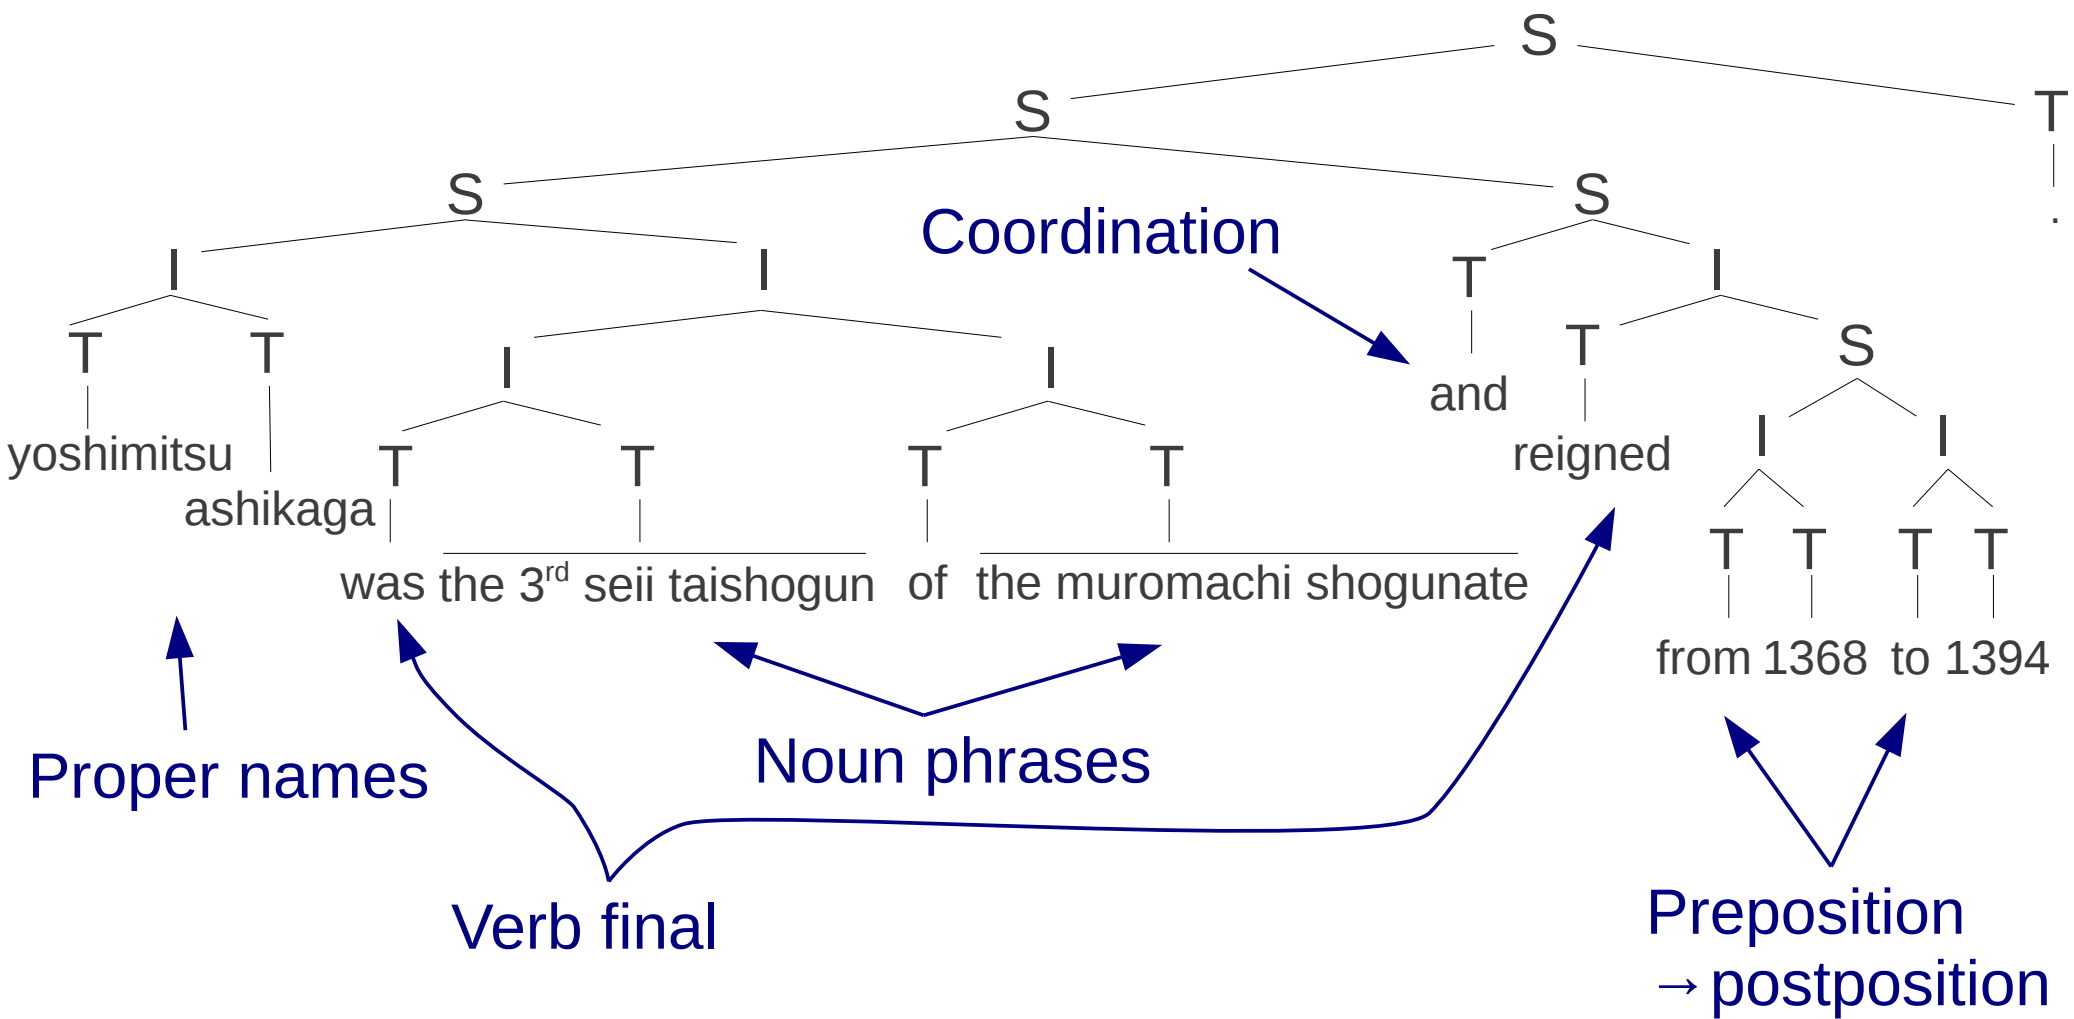 S
S T
S S .
Coordination
I I T I
T T I I and T S
yoshimitsu T T T T reigned I I
ashikaga
was the 3rd seii taishogun of the muromachi shogunate T T T T
from 1368 to 1394
Proper names Noun phrases
Verb final Preposition
→postposition